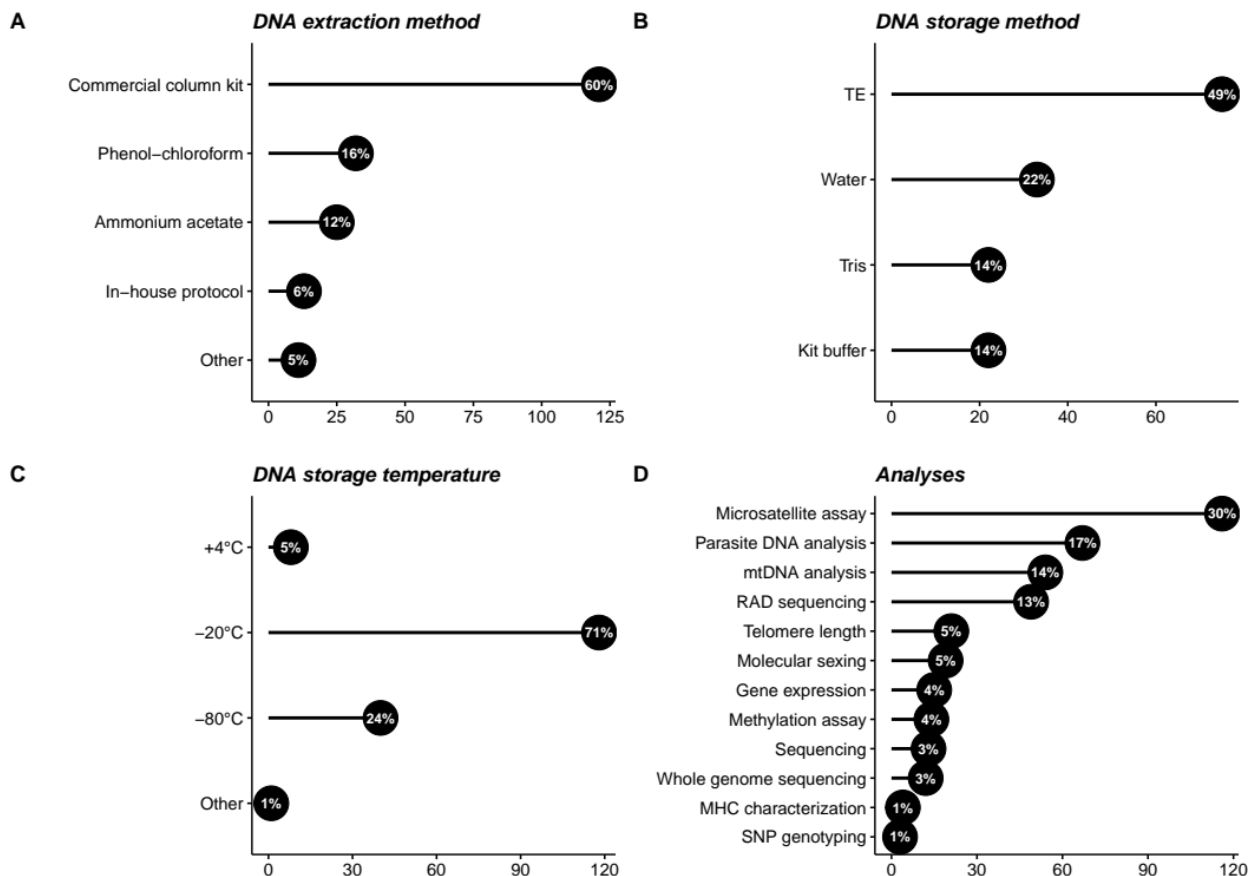 A
DNA extraction method
Commercial column kit
60%
Phenol−chloroform
16%
Ammonium acetate
12%
In−house protocol
6%
Other
5%
0 25 50 75 100 125
B
DNA storage method
TE
49%
Water
22%
Tris
14%
Kit buffer
14%
0 20 40 60
C
DNA storage temperature
+4°C
5%
−20°C
71%
−80°C
24%
Other
1%
0 30 60 90 120
D
Analyses
Microsatellite assay
30%
Parasite DNA analysis
17%
mtDNA analysis
14%
RAD sequencing
13%
Telomere length
5%
Molecular sexing
5%
Gene expression
4%
Methylation assay
4%
Sequencing
3%
Whole genome sequencing
3%
MHC characterization
1%
SNP genotyping
1%
0 30 60 90 120